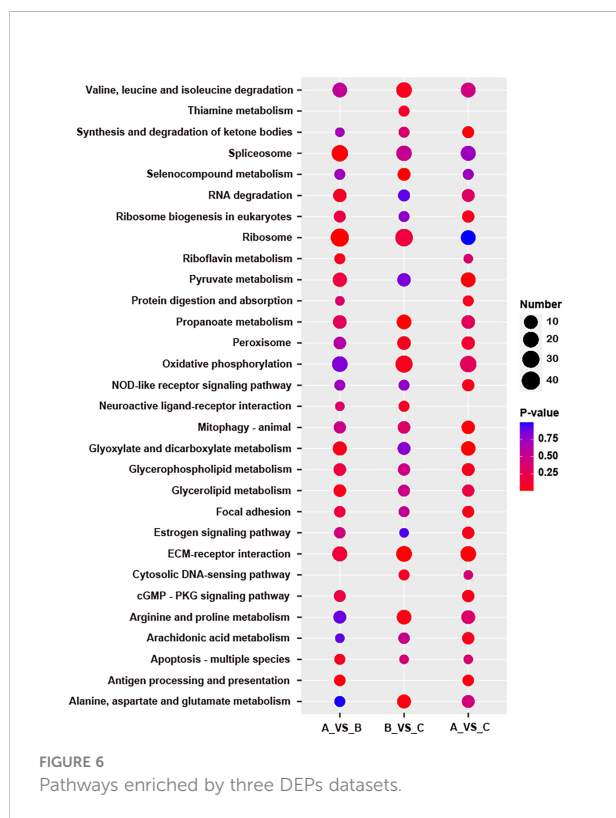 Valine, leucine and isoleucine degradation
Thiamine metabolism
Synthesis and degradation of ketone bodies
Spliceosome
Selenocompound metabolism
RNA degradation
Ribosome biogenesis in eukaryotes
Ribosome
Riboflavin metabolism
Pyruvate metabolism
Protein digestion and absorption
Propanoate metabolism
Peroxisome
Oxidative phosphorylation
NOD-like receptor signaling pathway
Neuroactive ligand-receptor interaction
Mitophagy - animal
Glyoxylate and dicarboxylate metabolism
Glycerophospholipid metabolism
Glycerolipid metabolism
Focal adhesion
Estrogen signaling pathway
ECM-receptor interaction
Cytosolic DNA-sensing pathway
cGMP - PKG signaling pathway
Arginine and proline metabolism
Arachidonic acid metabolism
Apoptosis - multiple species
Antigen processing and presentation
Alanine, aspartate and glutamate metabolism
A_VS_B B_VS_C A_VS_C
Number
10
20
30
40
P-value
0.75
0.50
0.25
FIGURE 6
Pathways enriched by three DEPs datasets.